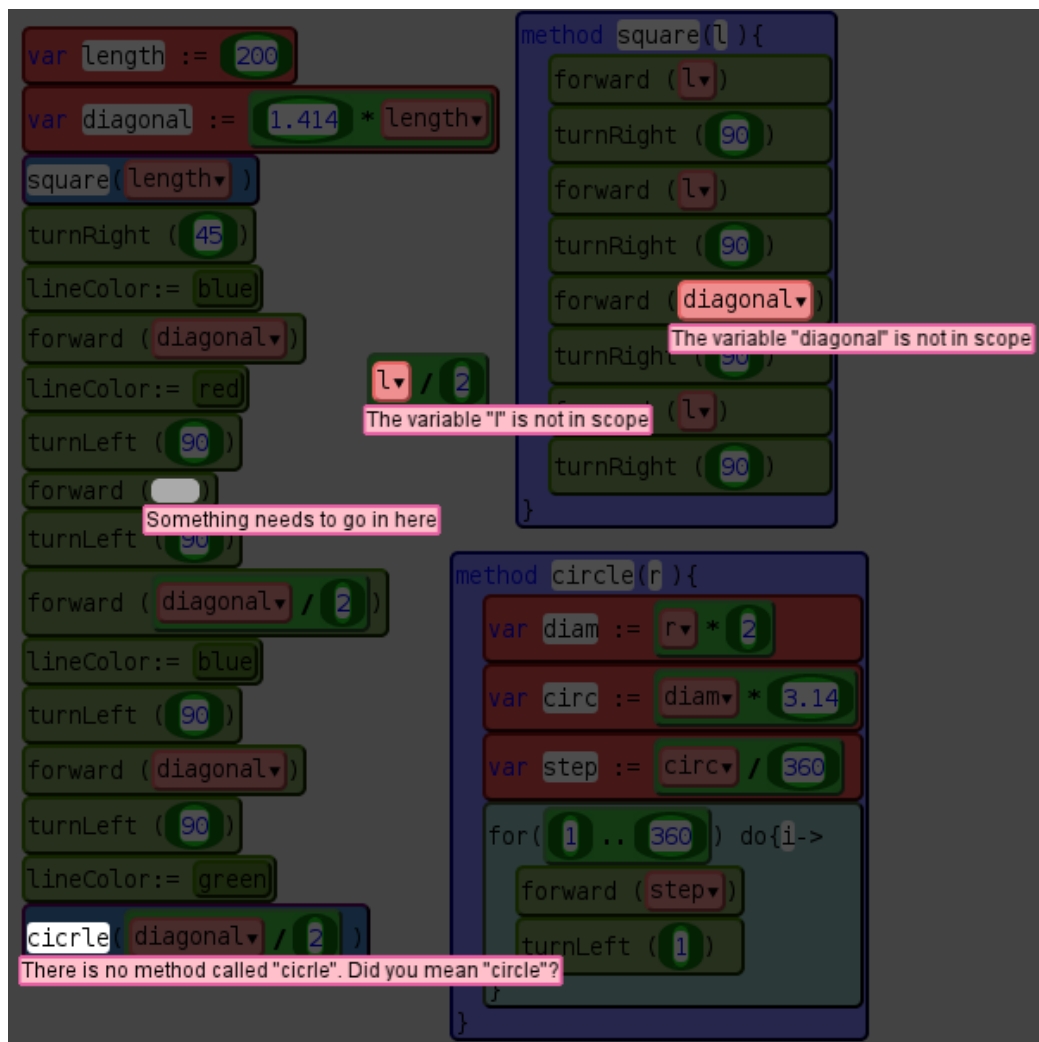 var length := 200
var diagonal := 1.414 * length▾
square(length▾ )
turnRight (45)
lineColor:= blue
forward (diagonal▾)
lineColor:= red
turnLeft (90)
forward ( )
Something needs to go in here
turnLeft (90)
forward ( diagonal▾ / 2 )
lineColor:= blue
turnLeft (90)
forward (diagonal▾)
turnLeft (90)
lineColor:= green
cicrle( diagonal▾ / 2 )
There is no method called "cicrle". Did you mean "circle"?
l▾ / 2
The variable "l" is not in scope
method square(l ){
forward (l▾)
turnRight (90)
forward (l▾)
turnRight (90)
forward (diagonal▾)
The variable "diagonal" is not in scope
turnRight (90)
(l▾)
turnRight (90)
}
method circle(r ){
var diam := r▾ * 2
var circ := diam▾ * 3.14
var step := circ▾ / 360
for( 1 .. 360 ) do{i->
forward (step▾)
turnLeft (1)
}
}